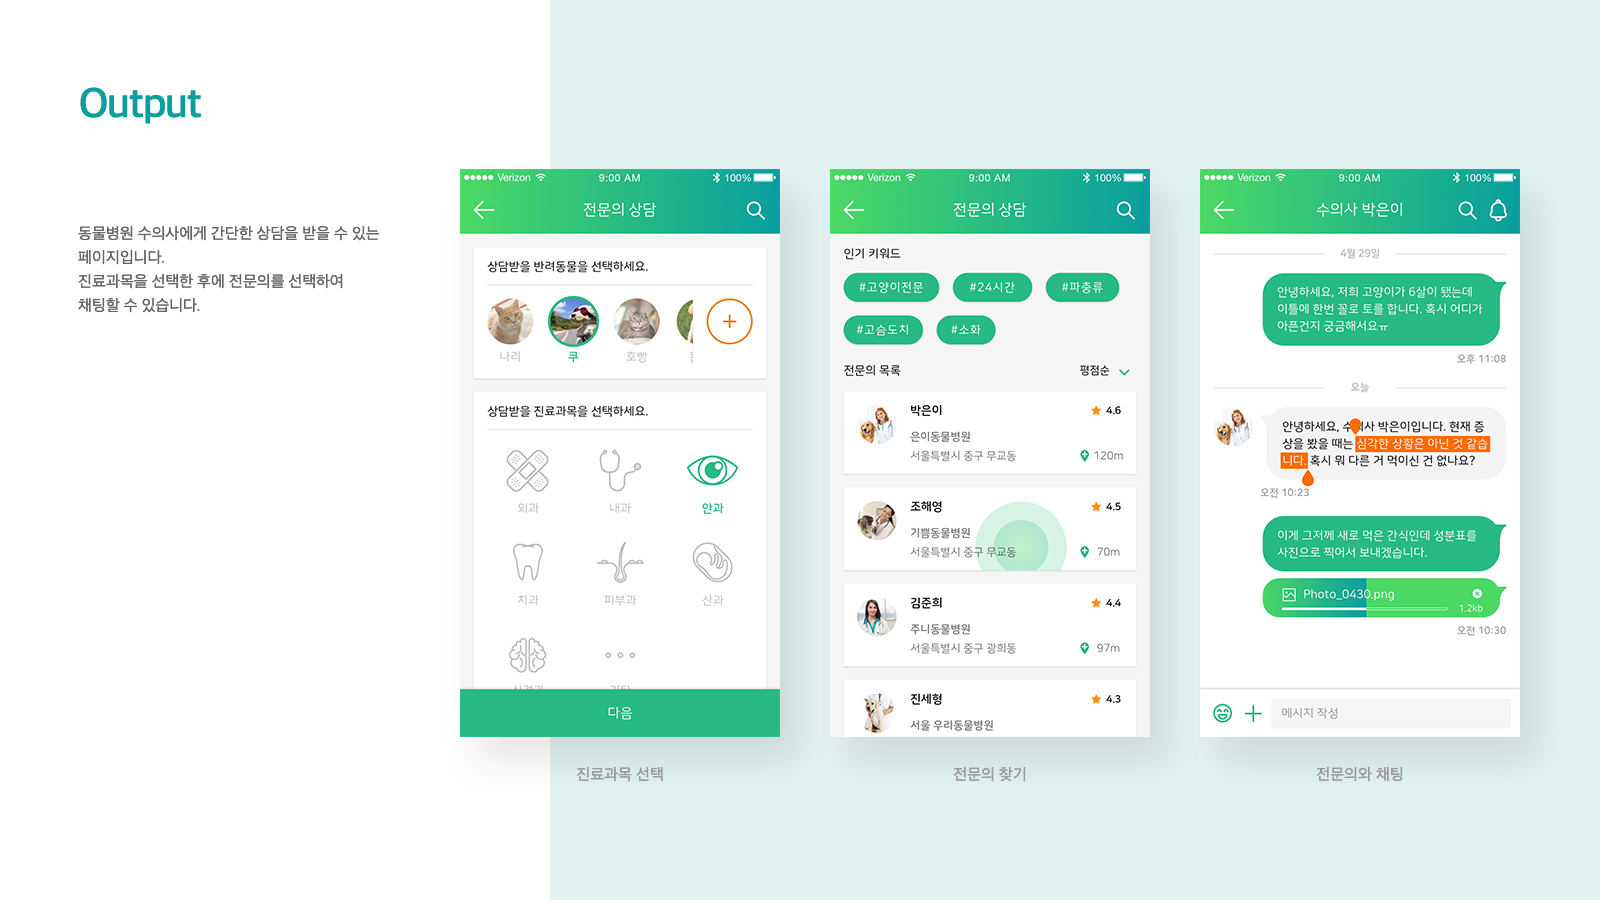 Output
동물병원 수의사에게 간단한 상담을 받을 수 있는
페이지입니다.
진료과목을 선택한 후에 전문의를 선택하여
채팅할 수 있습니다.
Verizon 9:00 AM 100%
전문의 상담
상담받을 반려동물을 선택하세요.
나리 쿠 호빵
상담받을 진료과목을 선택하세요.
외과 내과 안과
치과 피부과 산과
다음
진료과목 선택
Verizon 9:00 AM 100%
전문의 상담
인기 키워드
#고양이전문 #24시간 #파충류
#고슴도치 #소화
전문의 목록 평점순
박은이 4.6
은이동물병원
서울특별시 중구 무교동 120m
조해영 4.5
기쁨동물병원
서울특별시 중구 무교동 70m
김준희 4.4
주니동물병원
서울특별시 중구 광희동 97m
진세형 4.3
서울 우리동물병원
전문의 찾기
Verizon 9:00 AM 100%
수의사 박은이
4월 29일
안녕하세요, 저희 고양이가 6살이 됐는데
이틀에 한번 꼴로 토를 합니다. 혹시 어디가
아픈건지 궁금해서요ㅠ
오후 11:08
오늘
안녕하세요, 수의사 박은이입니다. 현재 증
상을 봤을 때는 심각한 상황은 아닌 것 같습
니다. 혹시 뭐 다른 거 먹이신 건 없나요?
오전 10:23
이게 그저께 새로 먹은 간식인데 성분표를
사진으로 찍어서 보내겠습니다.
Photo_0430.png
1.2kb
오전 10:30
메시지 작성
전문의와 채팅